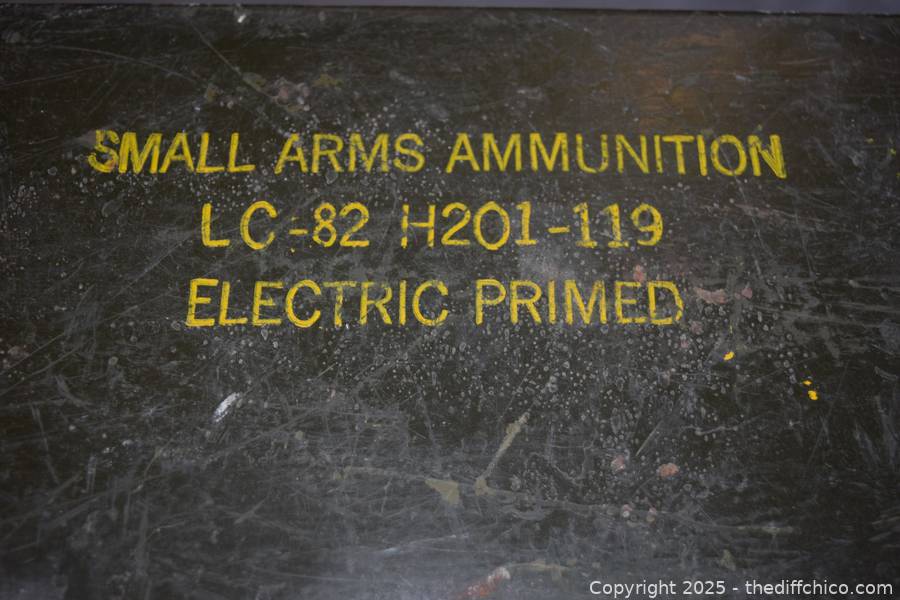 SMALL ARMS AMMUNITION
LC-82 H201-119
ELECTRIC PRIMED
Copyright 2025 - thediffchico.com